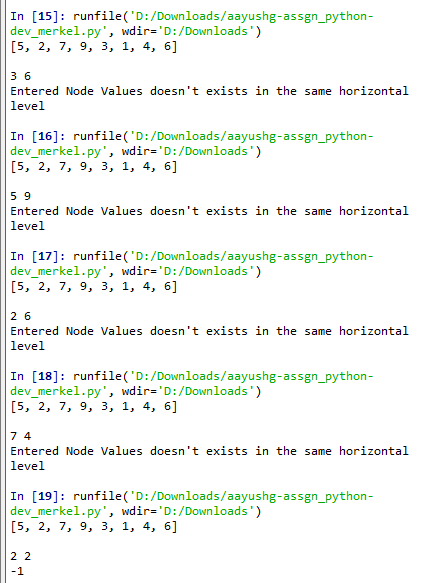 In [15]: runfile('D:/Downloads/aayushg-assgn_python-
dev_merkel.py', wdir='D:/Downloads')
[5, 2, 7, 9, 3, 1, 4, 6]
3 6
Entered Node Values doesn't exists in the same horizontal
level
In [16]: runfile('D:/Downloads/aayushg-assgn_python-
dev_merkel.py', wdir='D:/Downloads')
[5, 2, 7, 9, 3, 1, 4, 6]
5 9
Entered Node Values doesn't exists in the same horizontal
level
In [17]: runfile('D:/Downloads/aayushg-assgn_python-
dev_merkel.py', wdir='D:/Downloads')
[5, 2, 7, 9, 3, 1, 4, 6]
2 6
Entered Node Values doesn't exists in the same horizontal
level
In [18]: runfile('D:/Downloads/aayushg-assgn_python-
dev_merkel.py', wdir='D:/Downloads')
[5, 2, 7, 9, 3, 1, 4, 6]
7 4
Entered Node Values doesn't exists in the same horizontal
level
In [19]: runfile('D:/Downloads/aayushg-assgn_python-
dev_merkel.py', wdir='D:/Downloads')
[5, 2, 7, 9, 3, 1, 4, 6]
2 2
-1